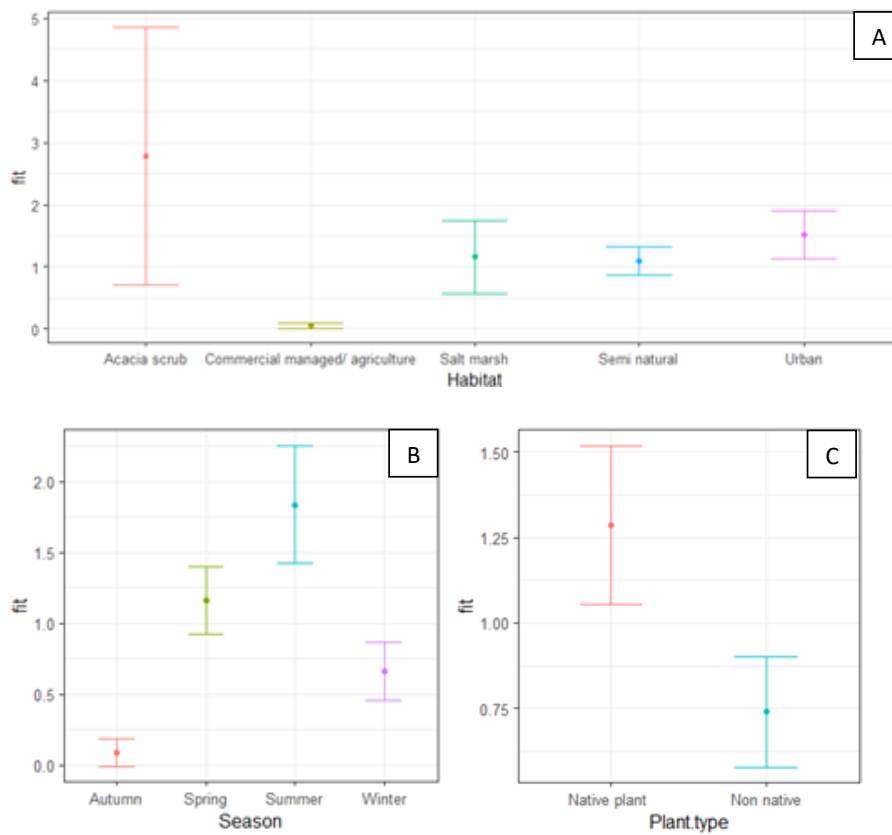 A
5
4
3
2
1
0
fit
Acacia scrub Commercial managed/ agriculture Salt marsh Semi natural Urban
Habitat
B
2.0
1.5
1.0
0.5
0.0
fit
Autumn Spring Summer Winter
Season
C
1.50
1.25
1.00
0.75
fit
Native plant Non native
Plant.type